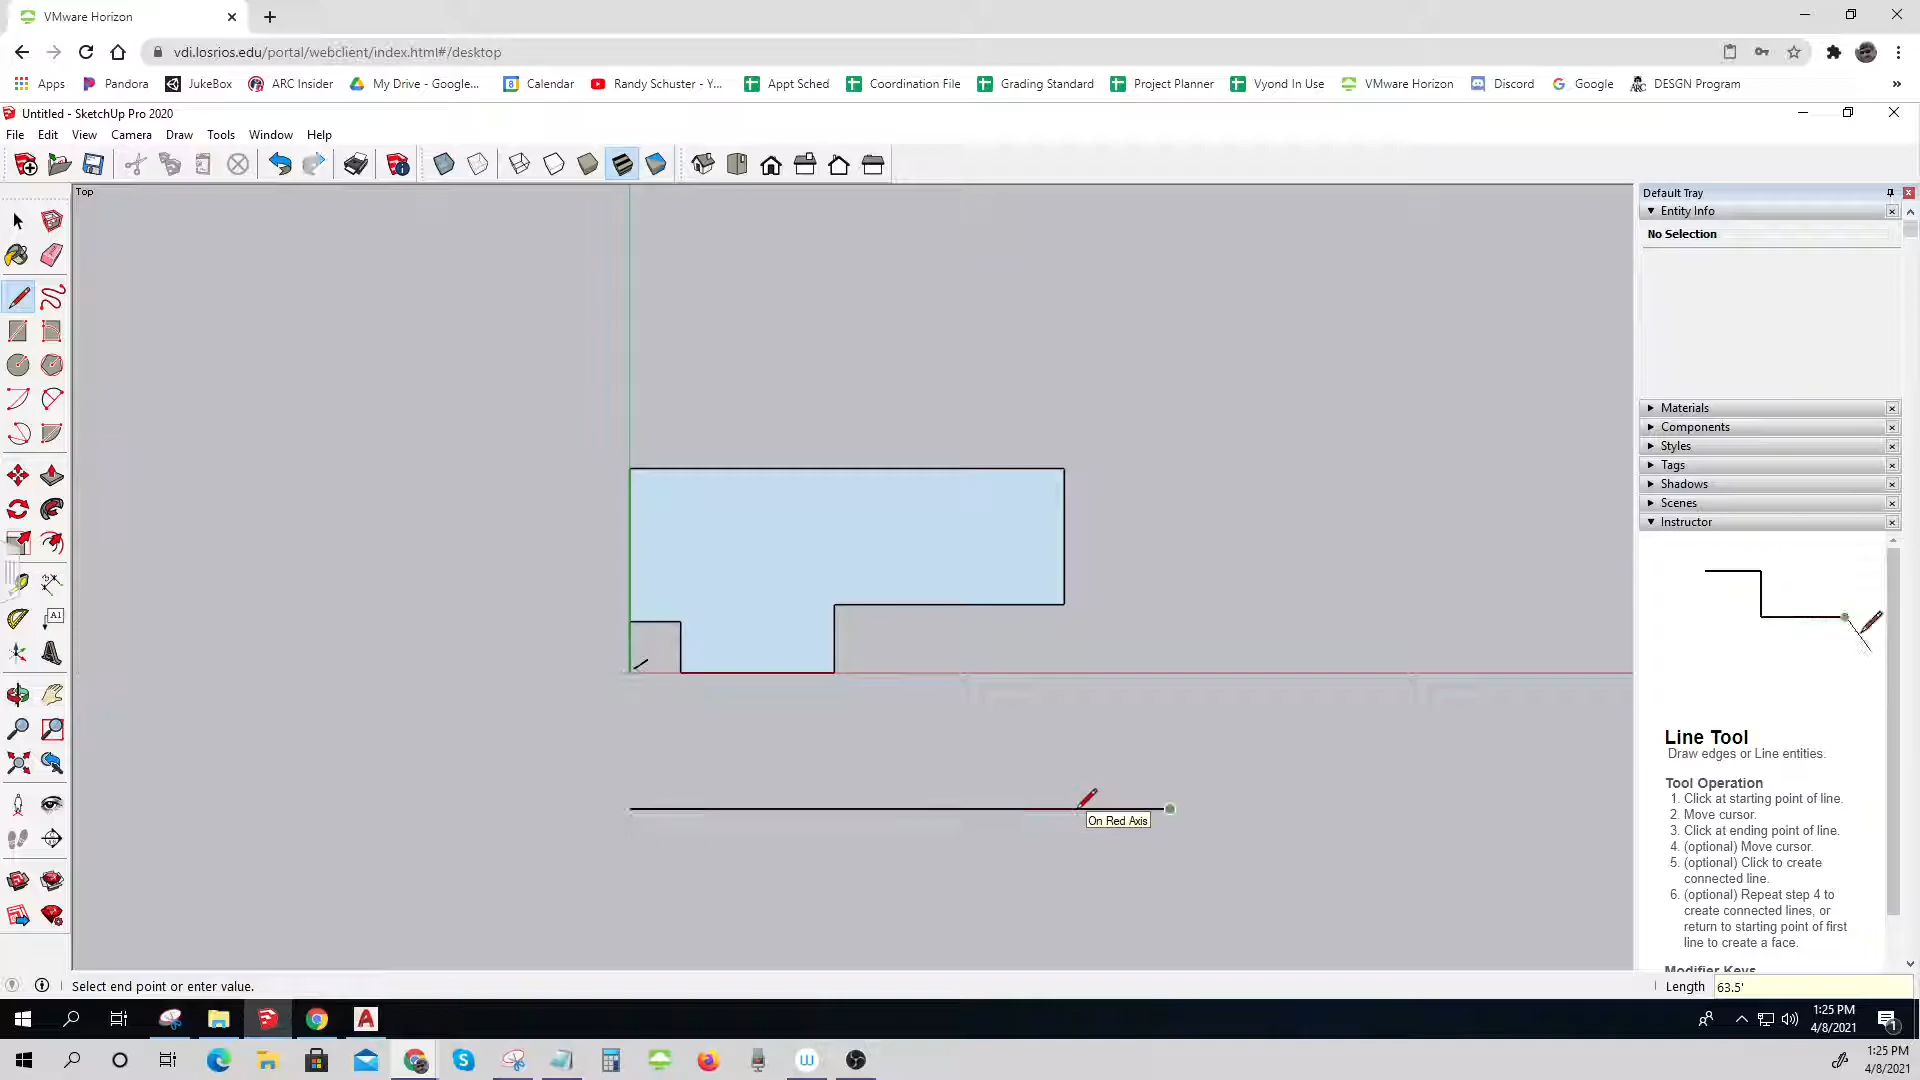 VMware Horizon
vdi.losrios.edu/portal/webclient/index.html#/desktop
Apps Pandora JukeBox ARC Insider My Drive - Google... Calendar Randy Schuster - Y... Appt Sched Coordination File Grading Standard Project Planner Vyond In Use VMware Horizon Discord Google DESGN Program »
Untitled - SketchUp Pro 2020
File Edit View Camera Draw Tools Window Help
Top
Default Tray
Entity Info
No Selection
Materials
Components
Styles
Tags
Shadows
Scenes
Instructor
On Red Axis
Line Tool
Draw edges or Line entities.
Tool Operation
1. Click at starting point of line.
2. Move cursor.
3. Click at ending point of line.
4. (optional) Move cursor.
5. (optional) Click to create
connected line.
6. (optional) Repeat step 4 to
create connected lines, or
return to starting point of first
line to create a face.
Modifier Keys
Select end point or enter value.
Length 63.5'
1:25 PM
4/8/2021
1:25 PM
4/8/2021